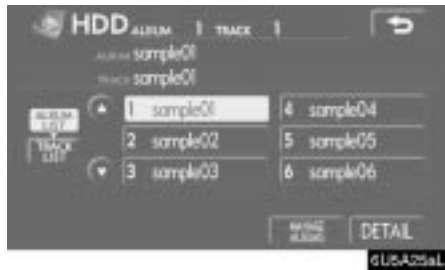 HDD ALBUM 1 TRACK 1
ALBUM sample01
TRACK sample01
ALBUM LIST
TRACK LIST
1 sample01
2 sample02
3 sample03
4 sample04
5 sample05
6 sample06
DETAIL
6U5A25aL